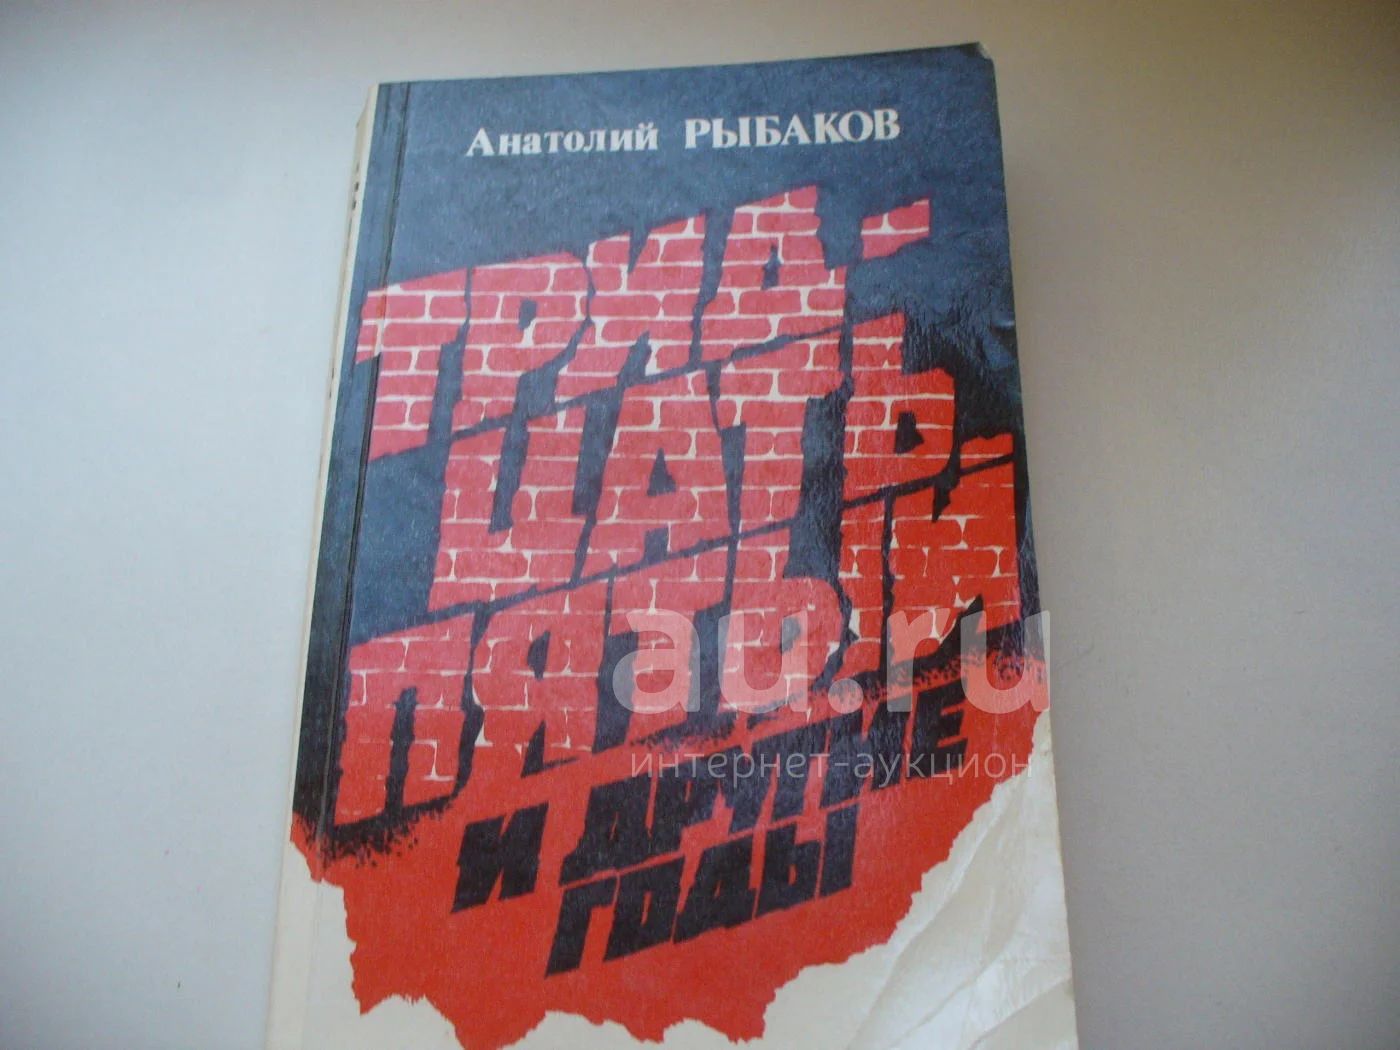 Анатолий РЫБАКОВ
ТРИД-
ЦАТЬ-
ПЯТЫЙ
И ДРУГИЕ
ГОДЫ
au.ru
интернет-аукцион